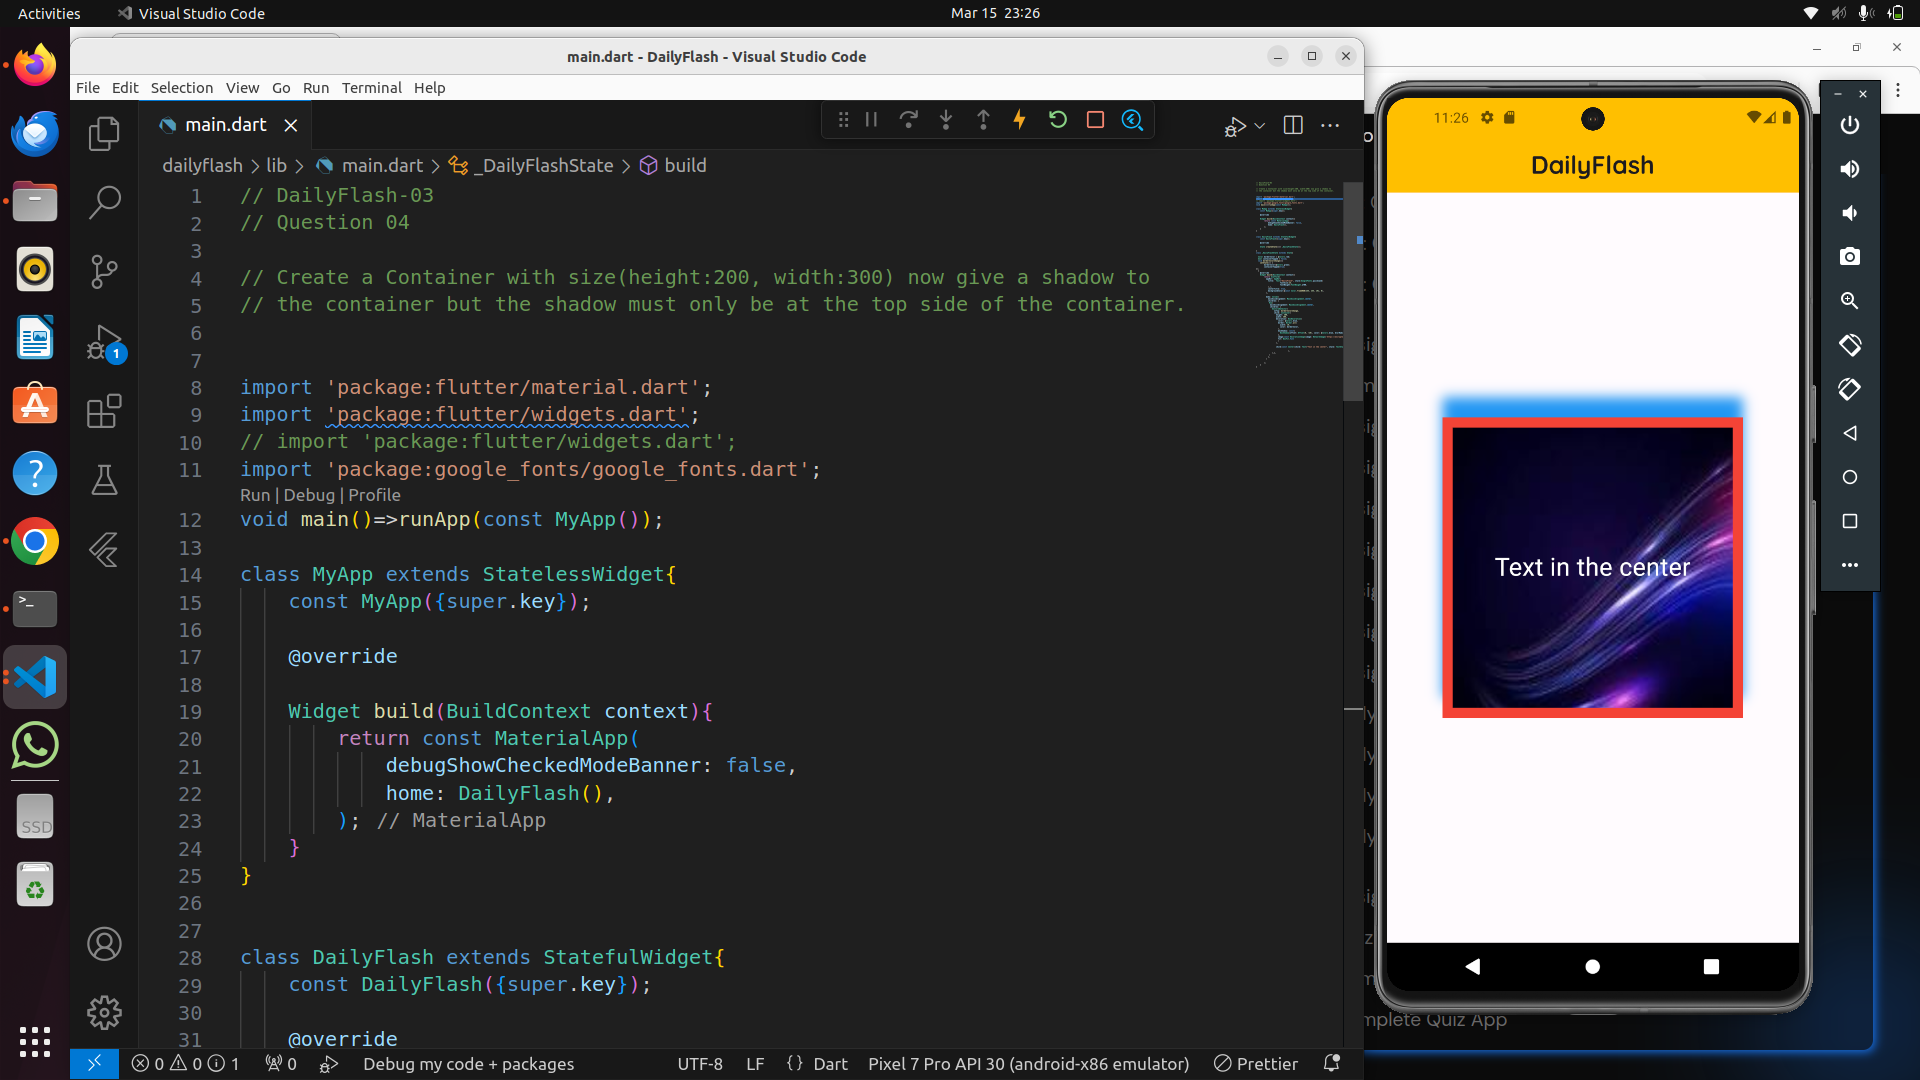 Activities
Visual Studio Code
Mar 15 23:26
main.dart - DailyFlash - Visual Studio Code
File Edit Selection View Go Run Terminal Help
main.dart
dailyflash > lib > main.dart > _DailyFlashState > build
1 // DailyFlash-03
2 // Question 04
3
4 // Create a Container with size(height:200, width:300) now give a shadow to
5 // the container but the shadow must only be at the top side of the container.
6
7
8 import 'package:flutter/material.dart';
9 import 'package:flutter/widgets.dart';
10 // import 'package:flutter/widgets.dart';
11 import 'package:google_fonts/google_fonts.dart';
Run | Debug | Profile
12 void main()=>runApp(const MyApp());
13
14 class MyApp extends StatelessWidget{
15 const MyApp({super.key});
16
17 @override
18
19 Widget build(BuildContext context){
20 return const MaterialApp(
21 debugShowCheckedModeBanner: false,
22 home: DailyFlash(),
23 ); // MaterialApp
24 }
25 }
26
27
28 class DailyFlash extends StatefulWidget{
29 const DailyFlash({super.key});
30
31 @override
1
SSD
0 0 1 0 Debug my code + packages UTF-8 LF {} Dart Pixel 7 Pro API 30 (android-x86 emulator) Prettier
11:26
DailyFlash
Text in the center
mplete Quiz App